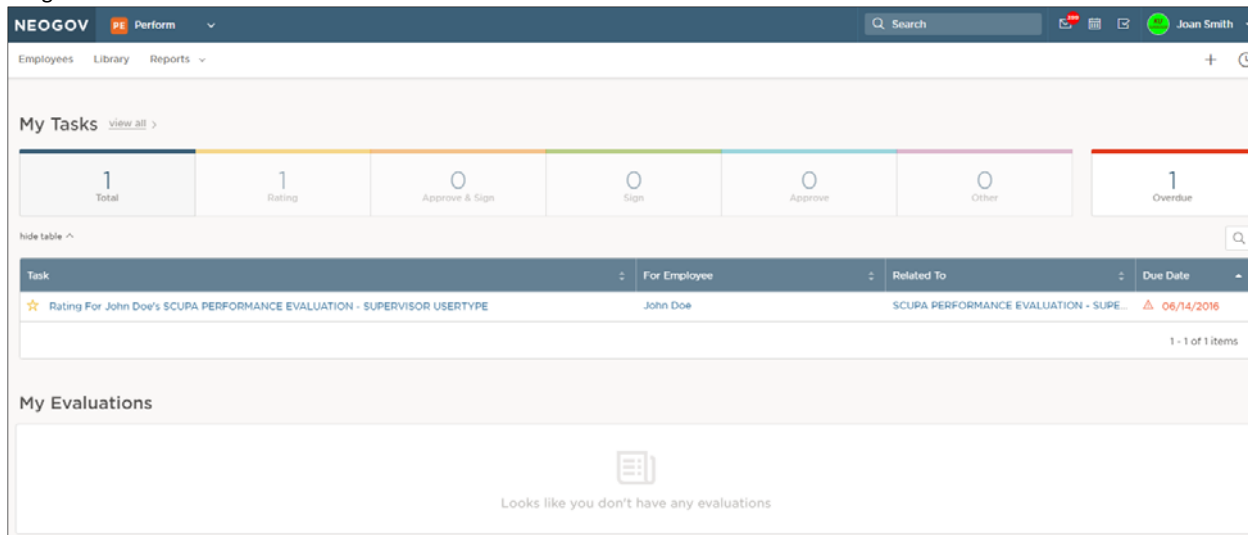 NEOGOV PE Perform Search Joan Smith
Employees Library Reports
My Tasks view all >
1 1 0 0 0 0 1
Total Rating Approve & Sign Sign Approve Other Overdue
hide table
Task For Employee Related To Due Date
Rating For John Doe's SCUPA PERFORMANCE EVALUATION - SUPERVISOR USERTYPE John Doe SCUPA PERFORMANCE EVALUATION - SUPE... 06/14/2016
1 - 1 of 1 items
My Evaluations
Looks like you don't have any evaluations